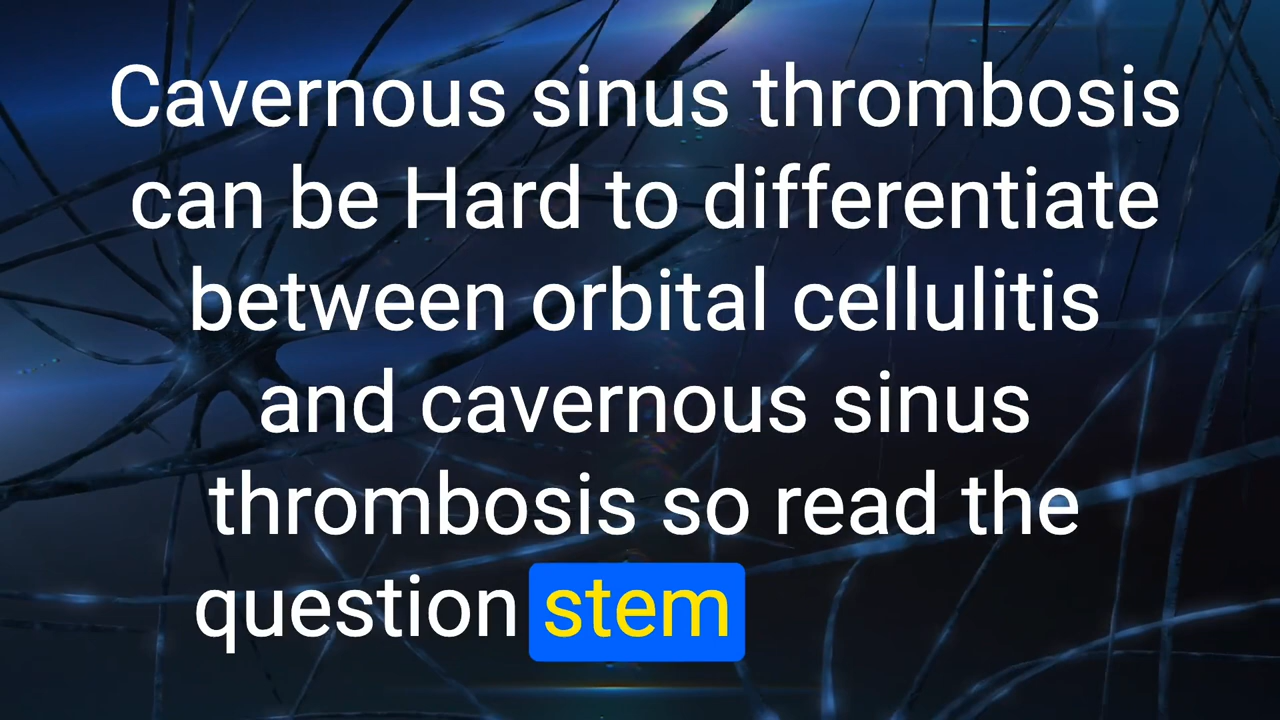 Cavernous sinus thrombosis
can be Hard to differentiate
between orbital cellulitis
and cavernous sinus
thrombosis so read the
question stem